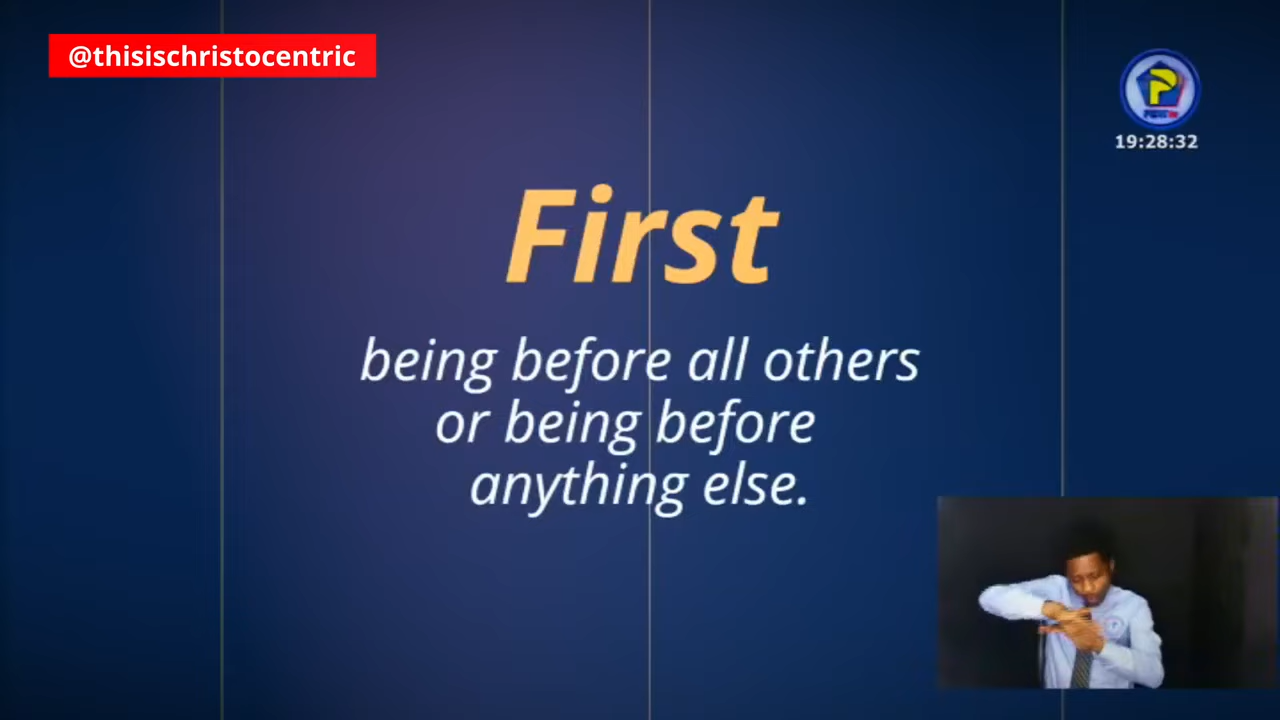 @thisischristocentric
P
19:28:32
First
being before all others
or being before
anything else.